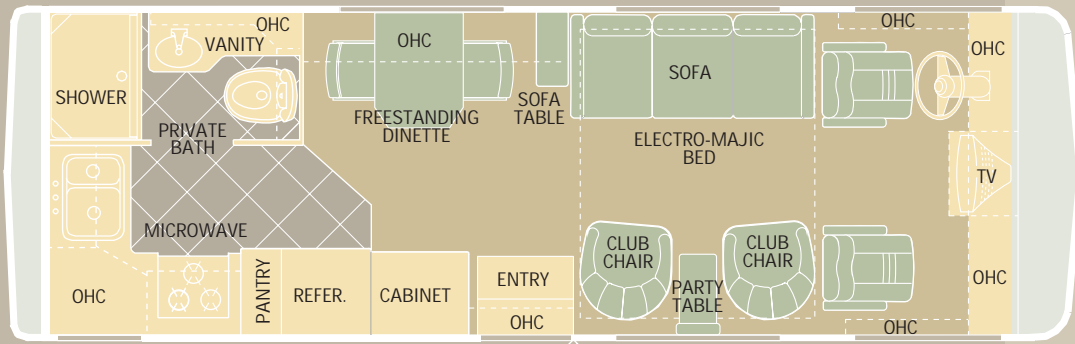 OHC
VANITY
SHOWER
PRIVATE
BATH
OHC
FREESTANDING
DINETTE
SOFA
TABLE
SOFA
ELECTRO-MAJIC
BED
OHC
OHC
TV
MICROWAVE
OHC
PANTRY
REFER.
CABINET
ENTRY
OHC
CLUB
CHAIR
PARTY
TABLE
CLUB
CHAIR
OHC
OHC